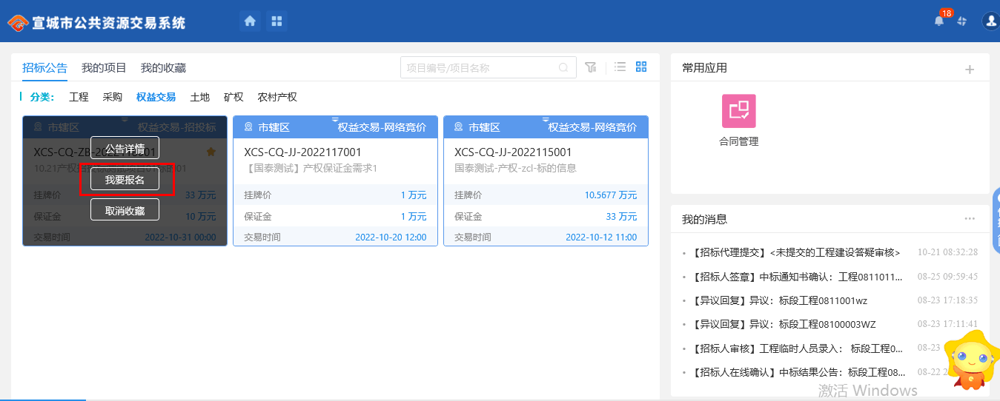 宣城市公共资源交易系统
18
招标公告 我的项目 我的收藏
项目编号/项目名称
分类： 工程 采购 权益交易 土地 矿权 农村产权
市辖区 权益交易-招投标
公告详情
我要报名
挂牌价 33 万元
保证金 10 万元
取消收藏
交易时间 2022-10-31 00:00
市辖区 权益交易-网络竞价
XCS-CQ-JJ-2022117001
【国泰测试】产权保证金需求1
挂牌价 1 万元
保证金 1 万元
交易时间 2022-10-20 12:00
市辖区 权益交易-网络竞价
XCS-CQ-JJ-2022115001
国泰测试-产权-zcl-标的信息
挂牌价 10.5677 万元
保证金 33 万元
交易时间 2022-10-12 11:00
常用应用
合同管理
我的消息
【招标代理提交】<未提交的工程建设答疑审核> 10-21 08:32:28
【招标人签章】中标通知书确认：工程0811011... 08-25 09:59:45
【异议回复】异议：标段工程0811001wz 08-23 17:18:35
【异议回复】异议：标段工程08100003WZ 08-23 17:11:41
【招标人审核】工程临时人员录入： 标段工程0... 08-23
【招标人在线确认】中标结果公告：标段工程08... 08-22
激活 Windows